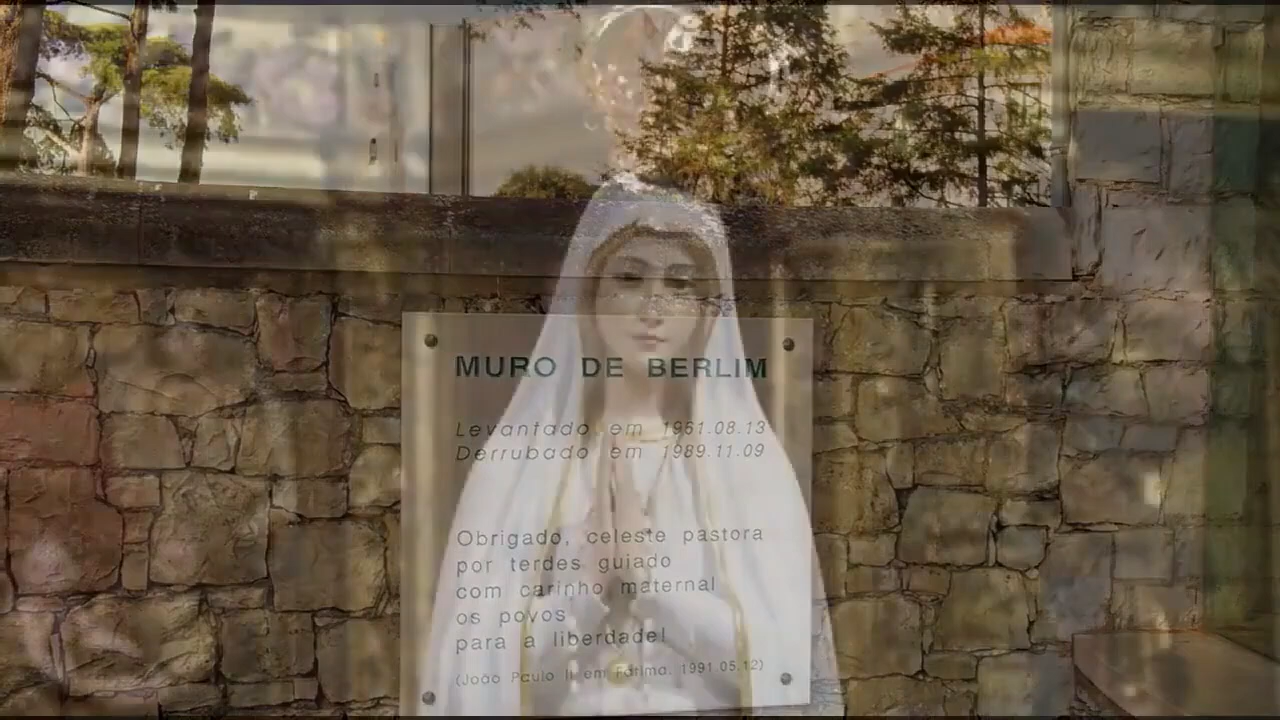 MURO DE BERLIM
Levantado em 1961.08.13
Derrubado em 1989.11.09
Obrigado, celeste pastora
por terdes guiado
com carinho maternal
os povos
para a liberdade!
(João Paulo II em Fátima, 1991.05.12)